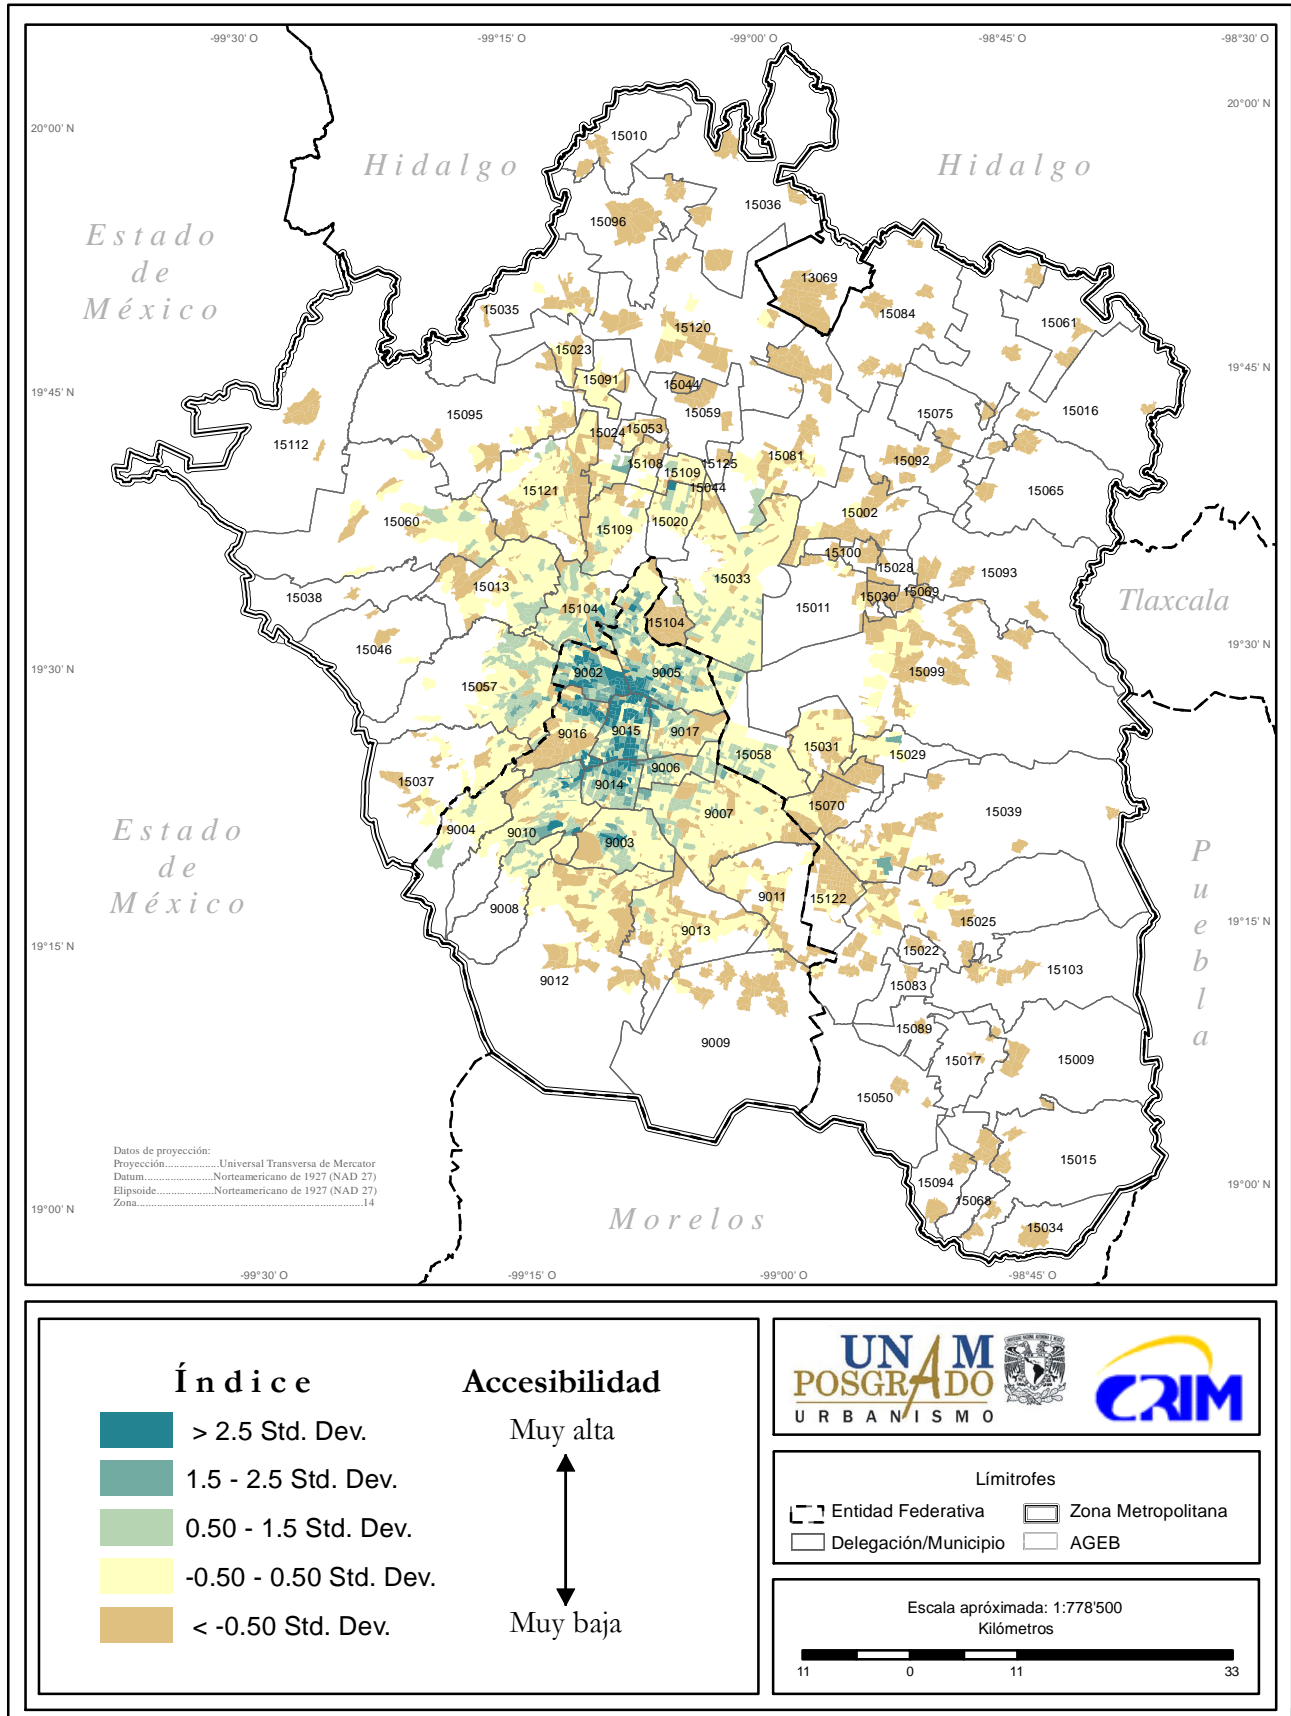 -99°30' O
-99°15' O
-99°00' O
-98°45' O
-98°30' O
20°00' N
20°00' N
Hidalgo
Hidalgo
Estado
de
México
15010
15036
15096
13069
15035
15084
15061
15120
15023
15091
15044
15059
19°45' N
19°45' N
15095
15075
15016
15112
15024
15053
15108
15109
15125
15081
15092
15065
15121
15044
15060
15109
15020
15002
15100
15028
15093
15013
15033
15038
15030
15069
15011
Tlaxcala
15104
15104
15046
19°30' N
19°30' N
9002
9005
15099
15057
9016
9015
9017
15031
15029
15058
9006
15037
9014
15070
9007
15039
9004
9010
9003
Estado
de
México
Puebla
9008
9011
15122
15025
19°15' N
19°15' N
9013
15022
9012
15083
15103
15089
9009
15017
15009
15050
15015
15094
15068
15034
Datos de proyección:
Proyección.................Universal Transversa de Mercator
Datum......................Norteamericano de 1927 (NAD 27)
Elipsoide..................Norteamericano de 1927 (NAD 27)
Zona.......................................................................14
19°00' N
19°00' N
Morelos
-99°30' O
-99°15' O
-99°00' O
-98°45' O
Índice
Accesibilidad
> 2.5 Std. Dev.
Muy alta
1.5 - 2.5 Std. Dev.
0.50 - 1.5 Std. Dev.
-0.50 - 0.50 Std. Dev.
< -0.50 Std. Dev.
Muy baja
UNAM
POSGRADO
URBANISMO
CRIM
Límitrofes
Entidad Federativa
Zona Metropolitana
Delegación/Municipio
AGEB
Escala apróximada: 1:778'500
Kilómetros
11 0 11 33